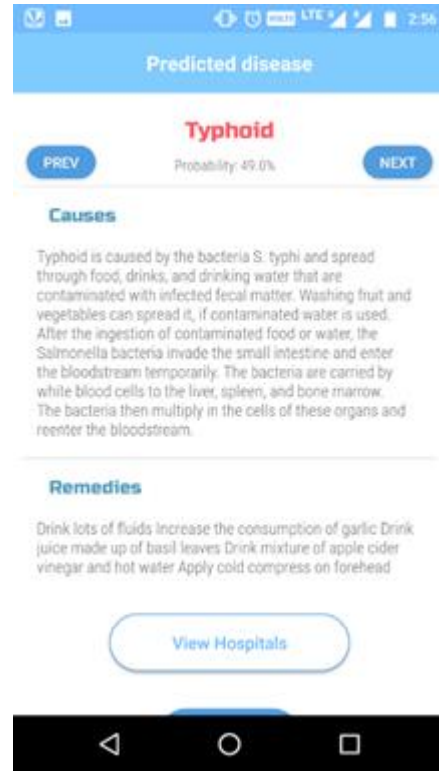 LTE
2:56
Predicted disease
Typhoid
PREV
Probability: 49.0%
NEXT
Causes
Typhoid is caused by the bacteria S. typhi and spread
through food, drinks, and drinking water that are
contaminated with infected fecal matter. Washing fruit and
vegetables can spread it, if contaminated water is used.
After the ingestion of contaminated food or water, the
Salmonella bacteria invade the small intestine and enter
the bloodstream temporarily. The bacteria are carried by
white blood cells to the liver, spleen, and bone marrow.
The bacteria then multiply in the cells of these organs and
reenter the bloodstream.
Remedies
Drink lots of fluids Increase the consumption of garlic Drink
juice made up of basil leaves Drink mixture of apple cider
vinegar and hot water Apply cold compress on forehead
View Hospitals